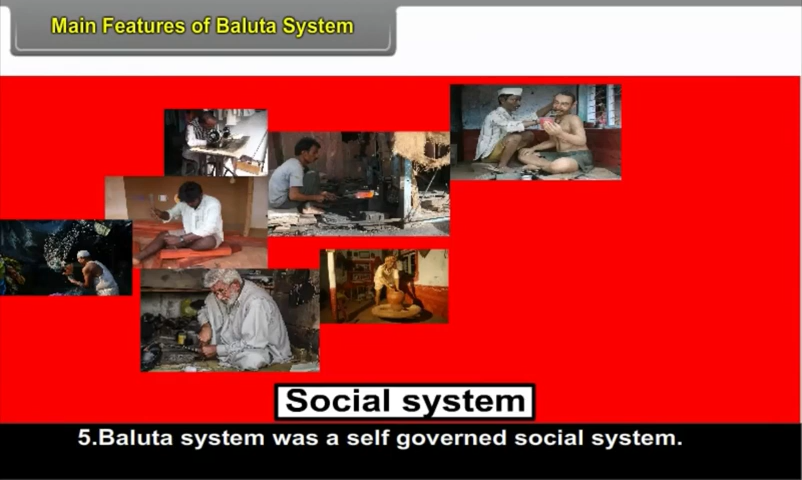 Main Features of Baluta System
Social system
5.Baluta system was a self governed social system.